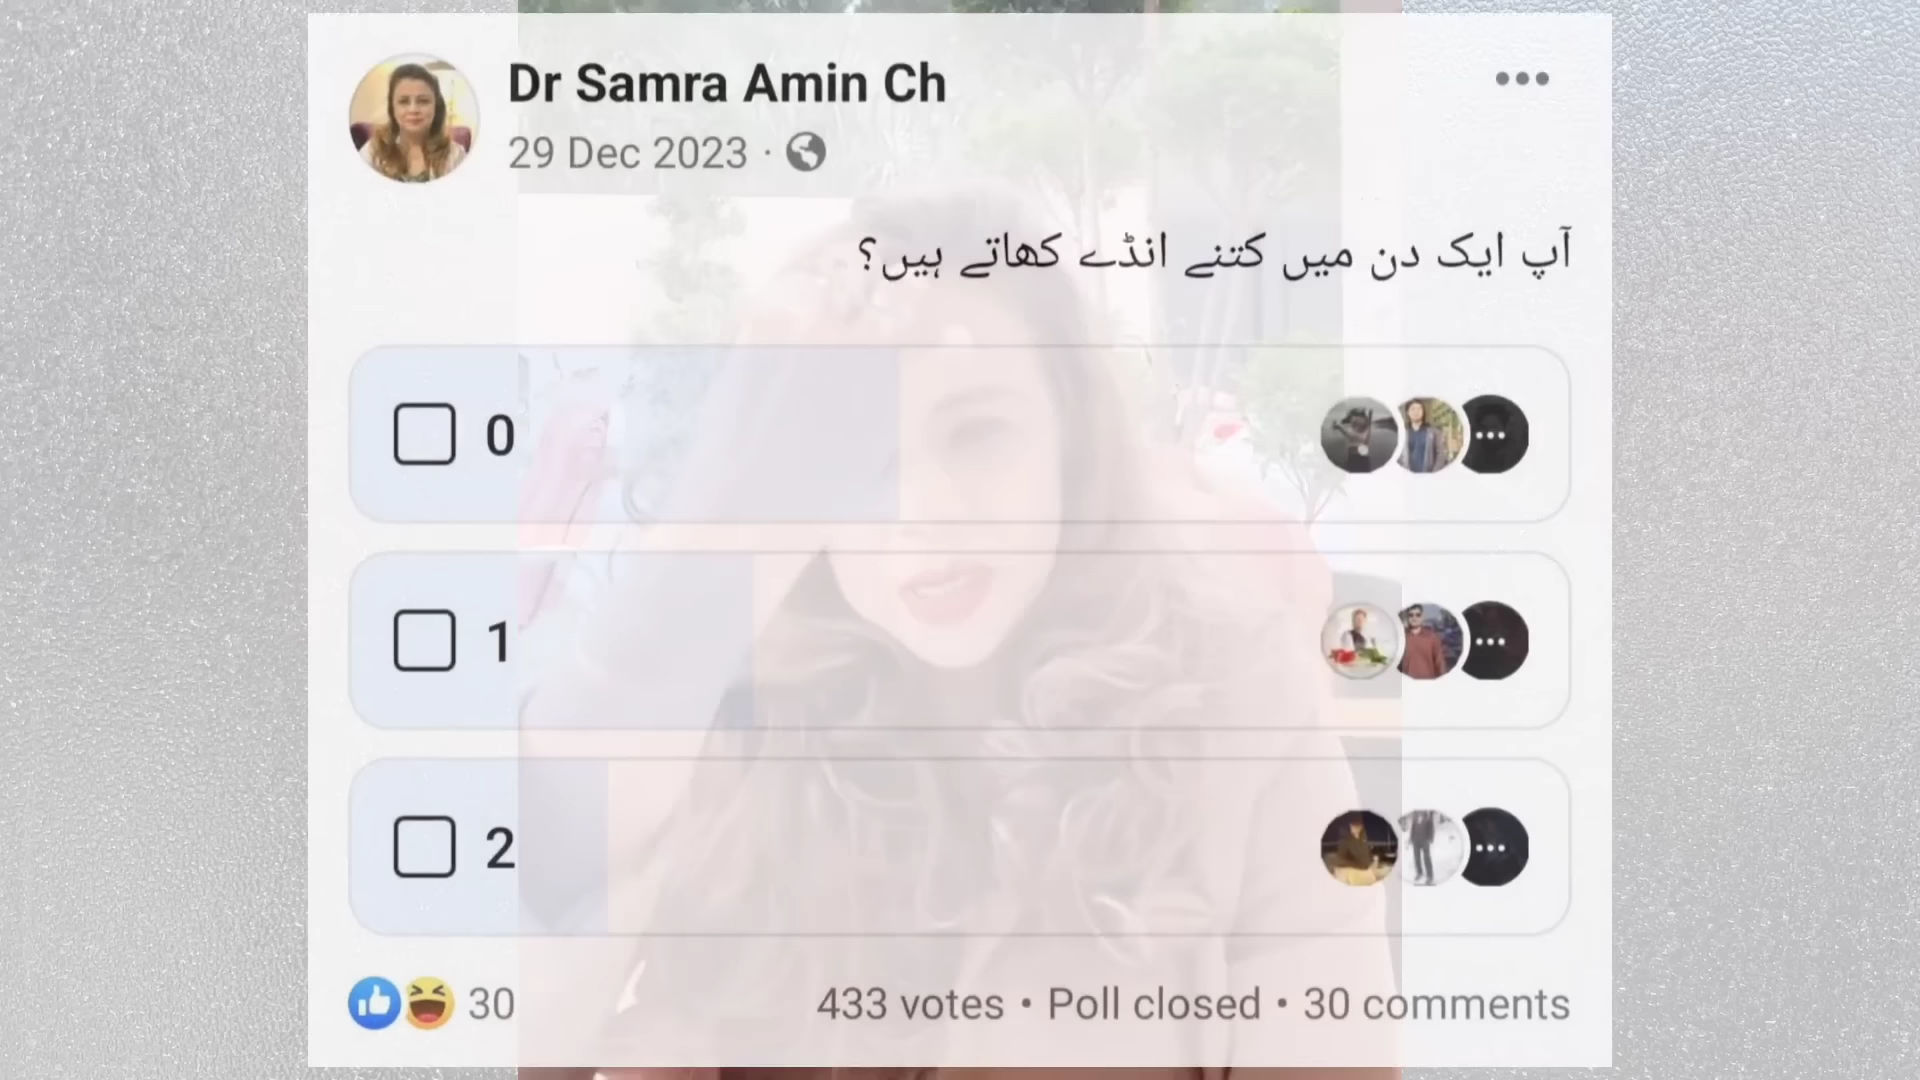 Dr Samra Amin Ch
29 Dec 2023 ·
آپ ایک دن میں کتنے انڈے کھاتے ہیں؟
0
1
2
30
433 votes • Poll closed • 30 comments